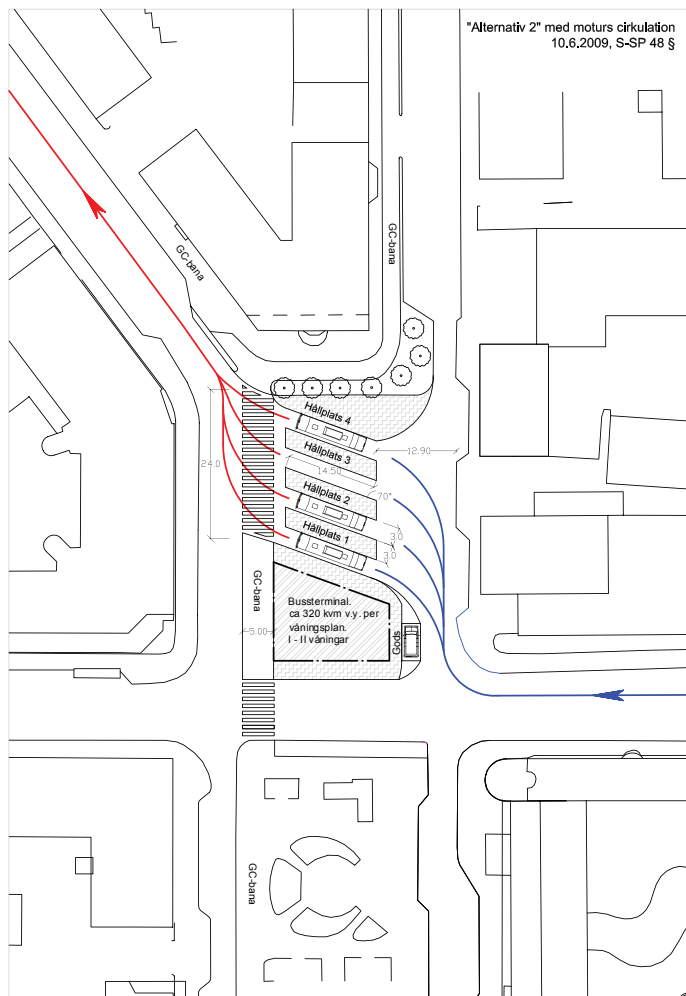 "Alternativ 2" med moturs cirkulation
10.6.2009, S-SP 48 §
GC-bana
GC-bana
Hållplats 4
Hållplats 3
12.90
14.50
24.0
70°
Hållplats 2
3.0
Hållplats 1
3.0
GC-bana
Bussterminal.
ca 320 kvm v.y. per
våningsplan.
I - II våningar
5.00
Gods
GC-bana